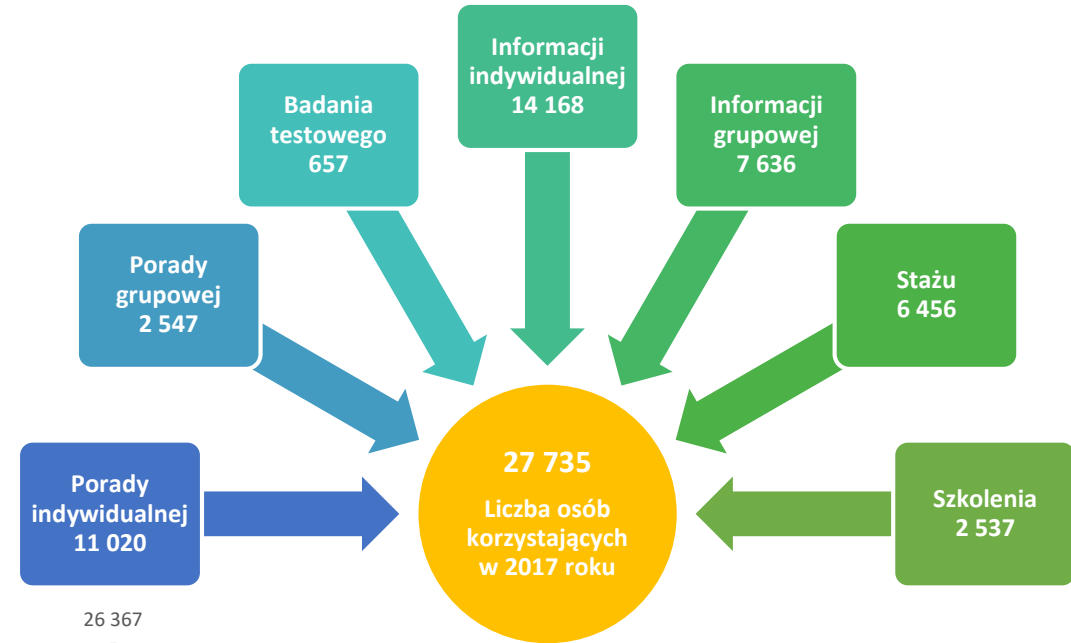 Informacji
indywidualnej
14 168
Badania
testowego
657
Informacji
grupowej
7 636
Porady
grupowej
2 547
Stażu
6 456
Porady
indywidualnej
11 020
27 735
Liczba osób
korzystających
w 2017 roku
Szkolenia
2 537
26 367